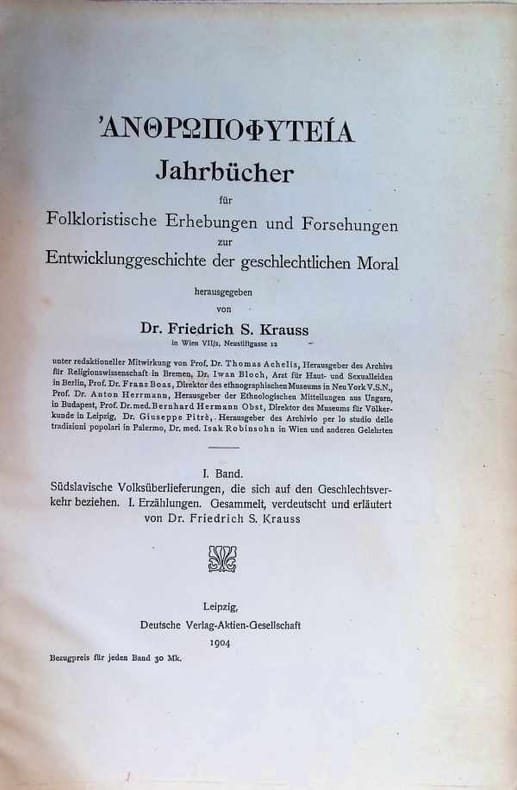 ἈΝΘΡΩΠΟΦΥΤΕΊΑ
Jahrbücher
für
Folkloristische Erhebungen und Forschungen
zur
Entwicklunggeschichte der geschlechtlichen Moral
herausgegeben
von
Dr. Friedrich S. Krauss
in Wien VII/2, Neustiftgasse 12
unter redaktioneller Mitwirkung von Prof. Dr. Thomas Achelis, Herausgeber des Archivs
für Religionswissenschaft in Bremen, Dr. Iwan Bloch, Arzt für Haut- und Sexualleiden
in Berlin, Prof. Dr. Franz Boas, Direktor des ethnographischen Museums in Neu York V.S.N.,
Prof. Dr. Anton Herrmann, Herausgeber der Ethnologischen Mitteilungen aus Ungarn,
in Budapest, Prof. Dr. med. Bernhard Hermann Obst, Direktor des Museums für Völker-
kunde in Leipzig, Dr. Giuseppe Pitrè, Herausgeber des Archivio per lo studio delle
tradizioni popolari in Palermo, Dr. med. Isak Robinsohn in Wien und anderen Gelehrten
I. Band.
Südslavische Volksüberlieferungen, die sich auf den Geschlechtsver-
kehr beziehen. I. Erzählungen. Gesammelt, verdeutscht und erläutert
von Dr. Friedrich S. Krauss
Leipzig,
Deutsche Verlag-Aktien-Gesellschaft
1904
Bezugpreis für jeden Band 30 Mk.